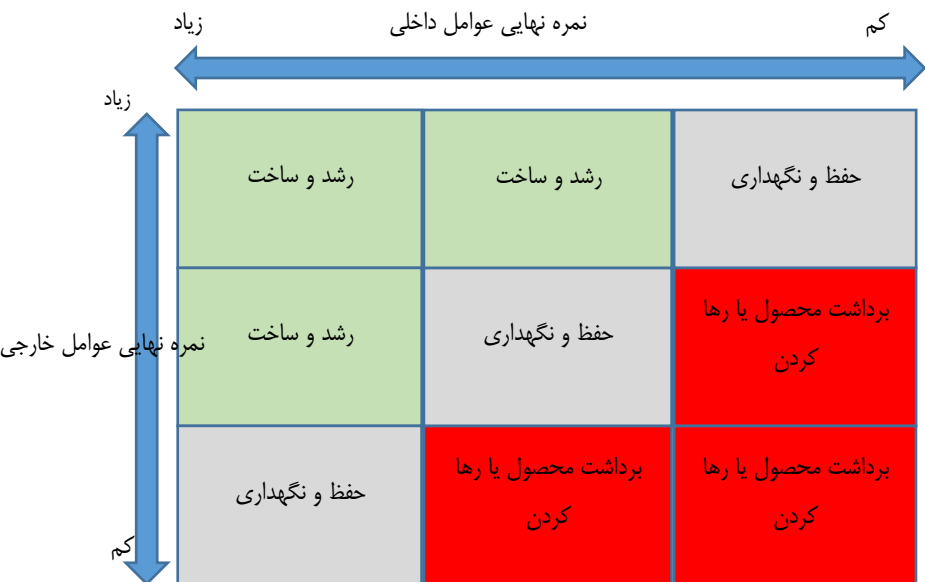 کم
نمره نهایی عوامل داخلی
زیاد
زیاد
حفظ و نگهداری
رشد و ساخت
رشد و ساخت
برداشت محصول یا رها
کردن
حفظ و نگهداری
رشد و ساخت
نمره نهایی عوامل خارجی
برداشت محصول یا رها
کردن
برداشت محصول یا رها
کردن
حفظ و نگهداری
کم